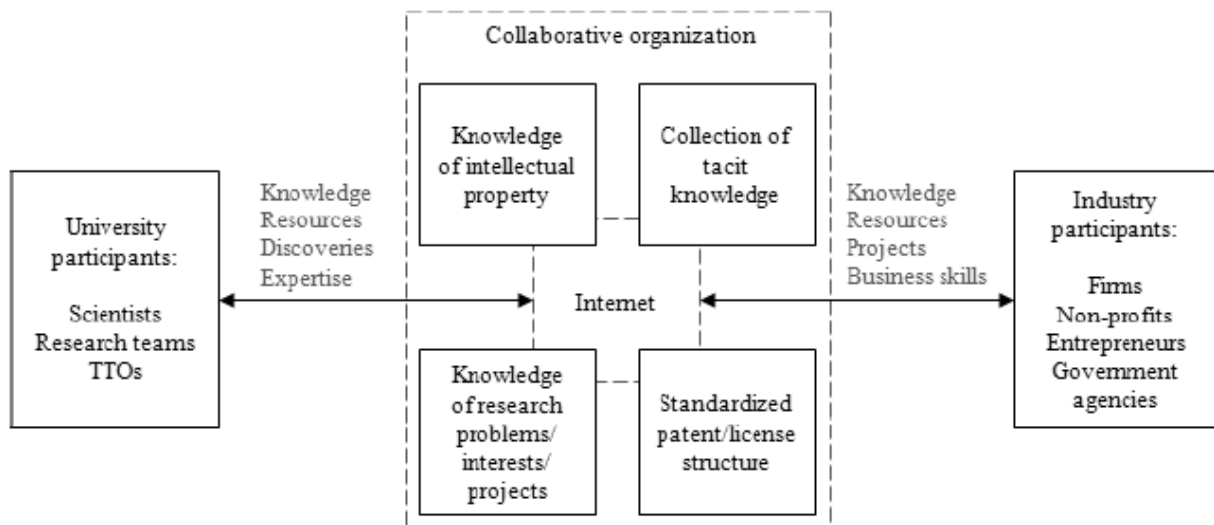 Collaborative organization
Knowledge
of intellectual
property
Collection of
tacit
knowledge
University
participants:
Scientists
Research teams
TTOs
Knowledge
Resources
Discoveries
Expertise
Internet
Knowledge
Resources
Projects
Business skills
Industry
participants:
Firms
Non-profits
Entrepreneurs
Government
agencies
Knowledge
of research
problems/
interests/
projects
Standardized
patent/license
structure